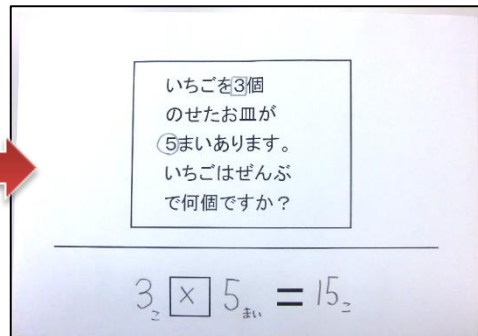 いちごを3個
のせたお皿が
5まいあります。
いちごはぜんぶ
で何個ですか？
3こ × 5まい = 15こ